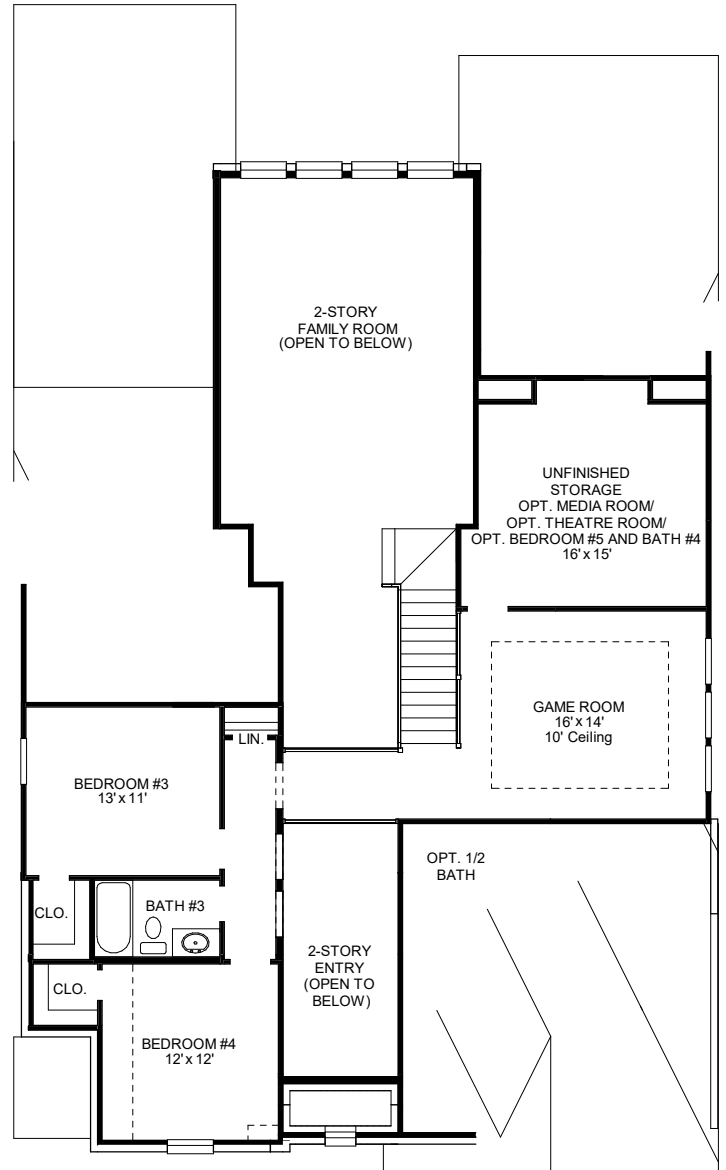 2-STORY
FAMILY ROOM
(OPEN TO BELOW)
UNFINISHED
STORAGE
OPT. MEDIA ROOM/
OPT. THEATRE ROOM/
OPT. BEDROOM #5 AND BATH #4
16' x 15'
GAME ROOM
16' x 14'
10' Ceiling
LIN.
BEDROOM #3
13' x 11'
OPT. 1/2
BATH
CLO.
BATH #3
2-STORY
ENTRY
(OPEN TO
BELOW)
CLO.
BEDROOM #4
12' x 12'